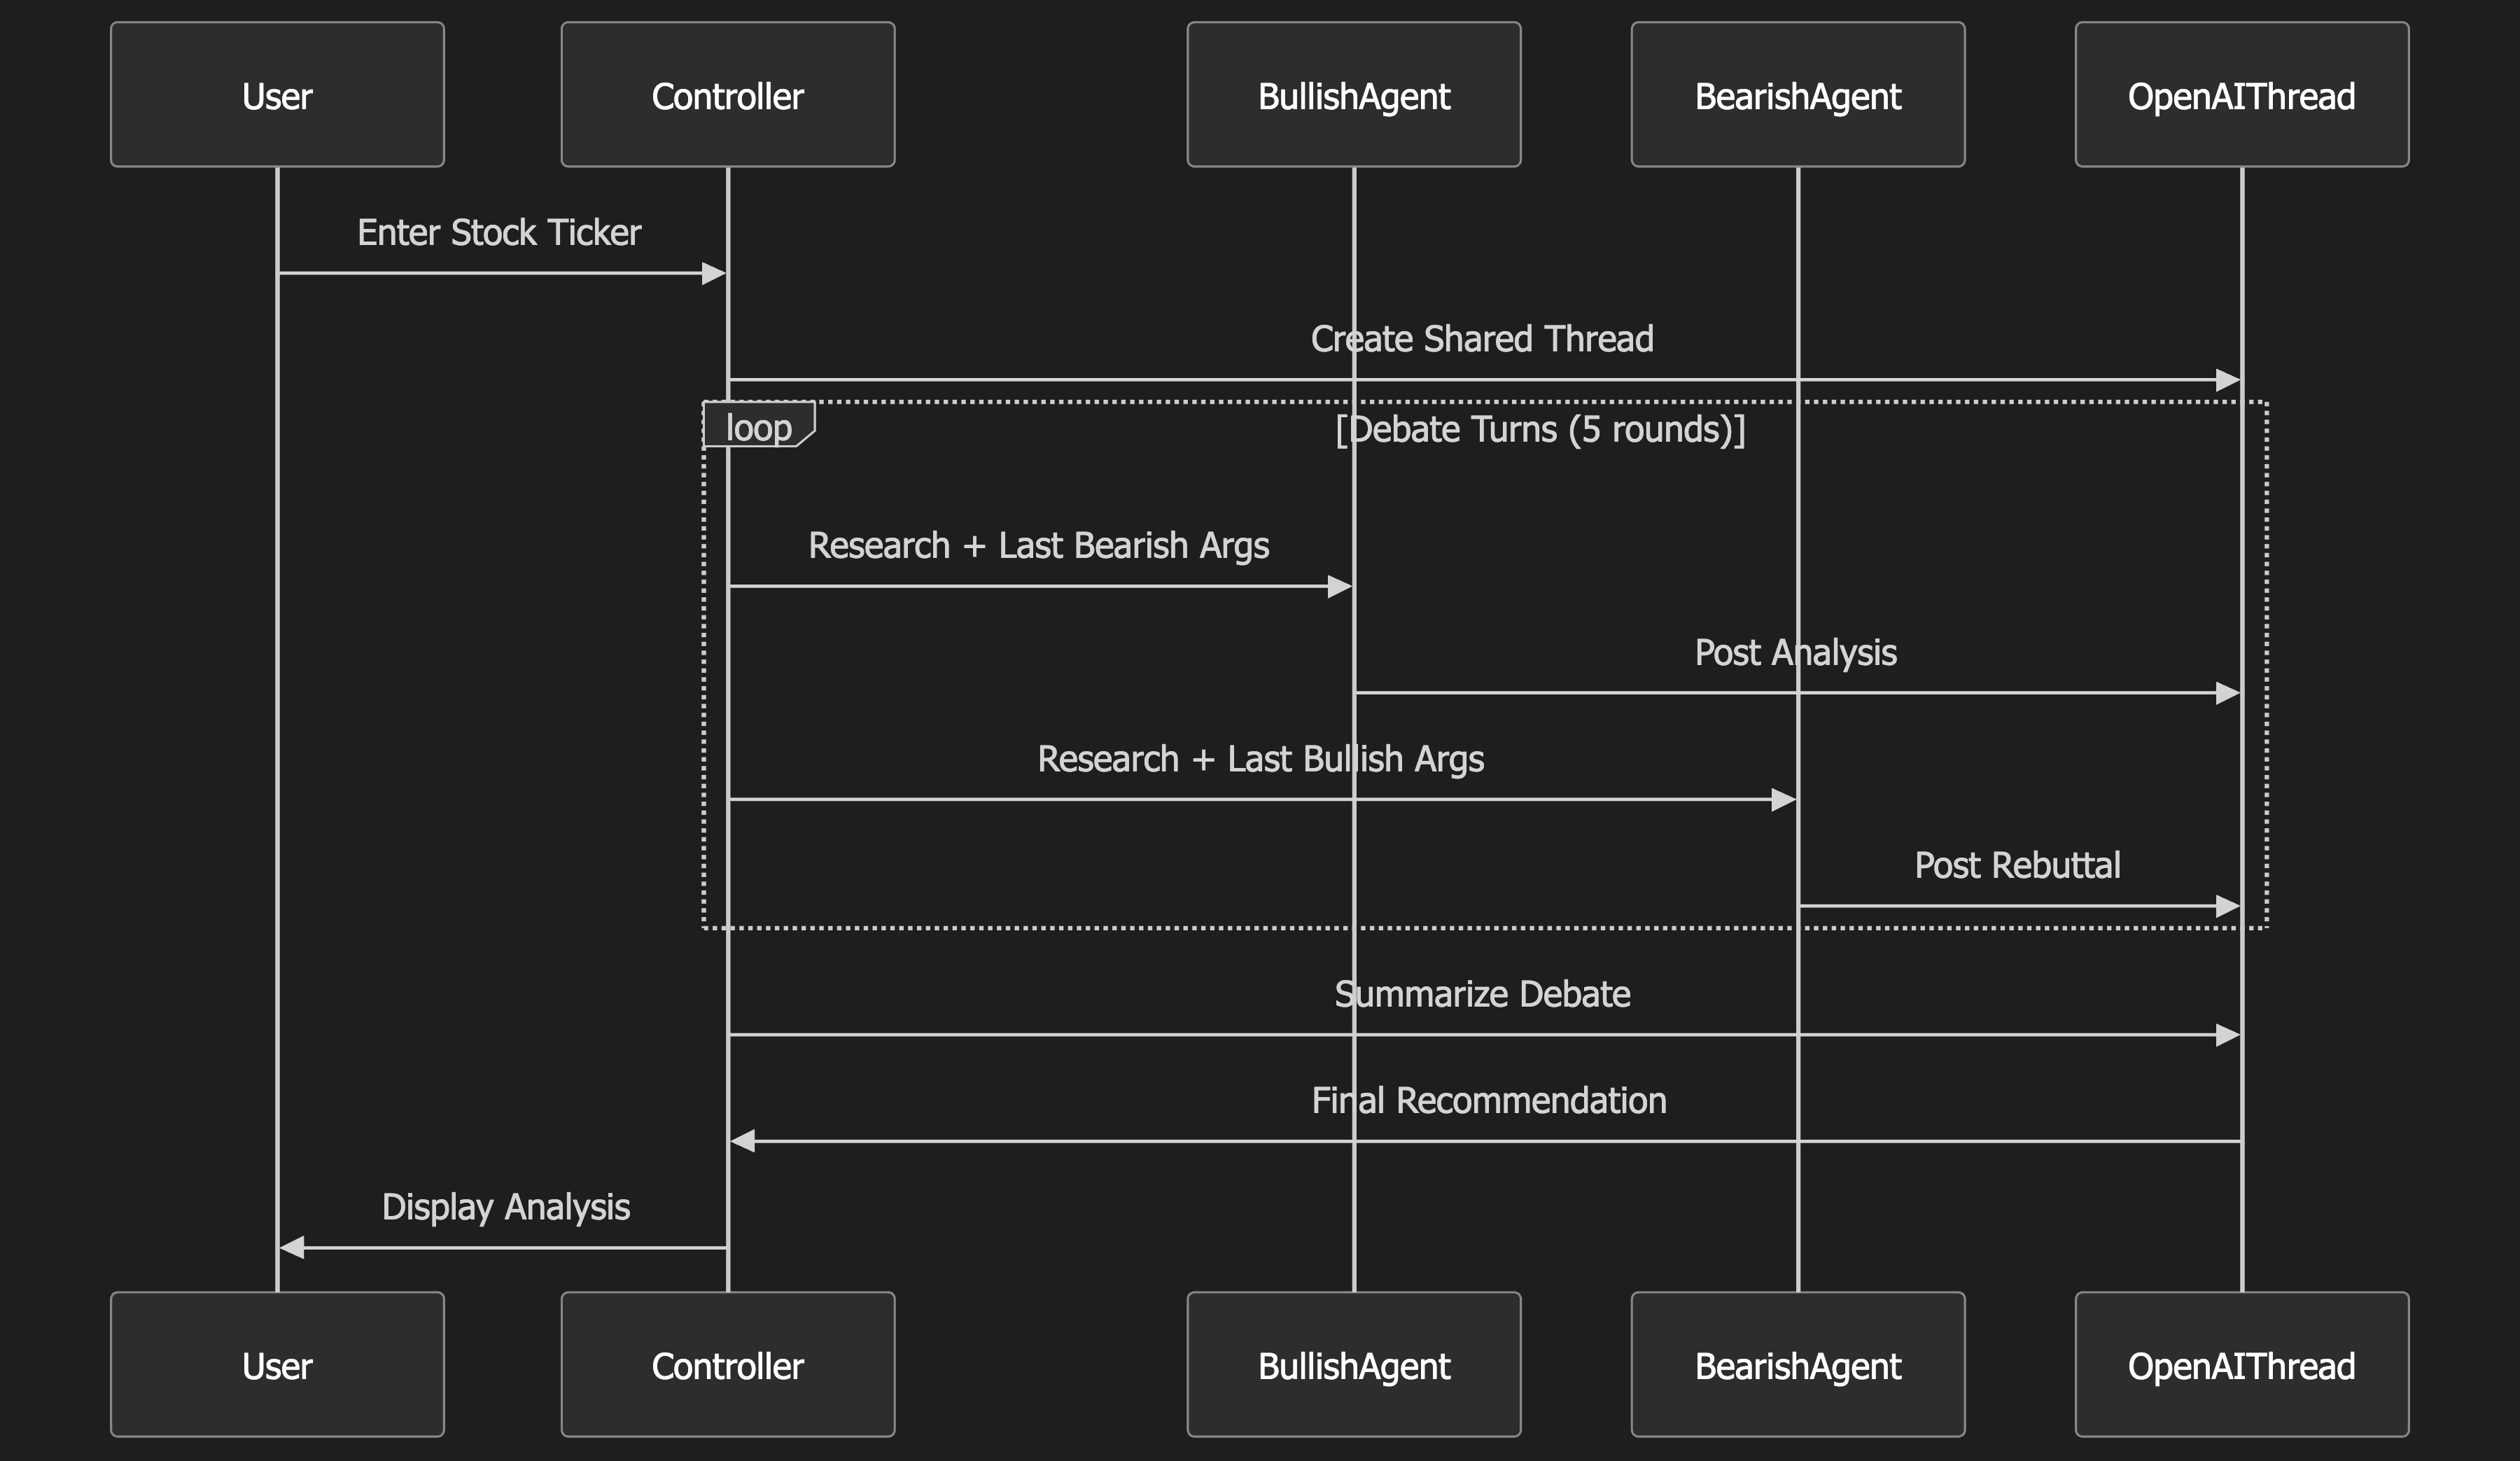 User
Controller
BullishAgent
BearishAgent
OpenAIThread
Enter Stock Ticker
Create Shared Thread
loop
[Debate Turns (5 rounds)]
Research + Last Bearish Args
Post Analysis
Research + Last Bullish Args
Post Rebuttal
Summarize Debate
Final Recommendation
Display Analysis
User
Controller
BullishAgent
BearishAgent
OpenAIThread